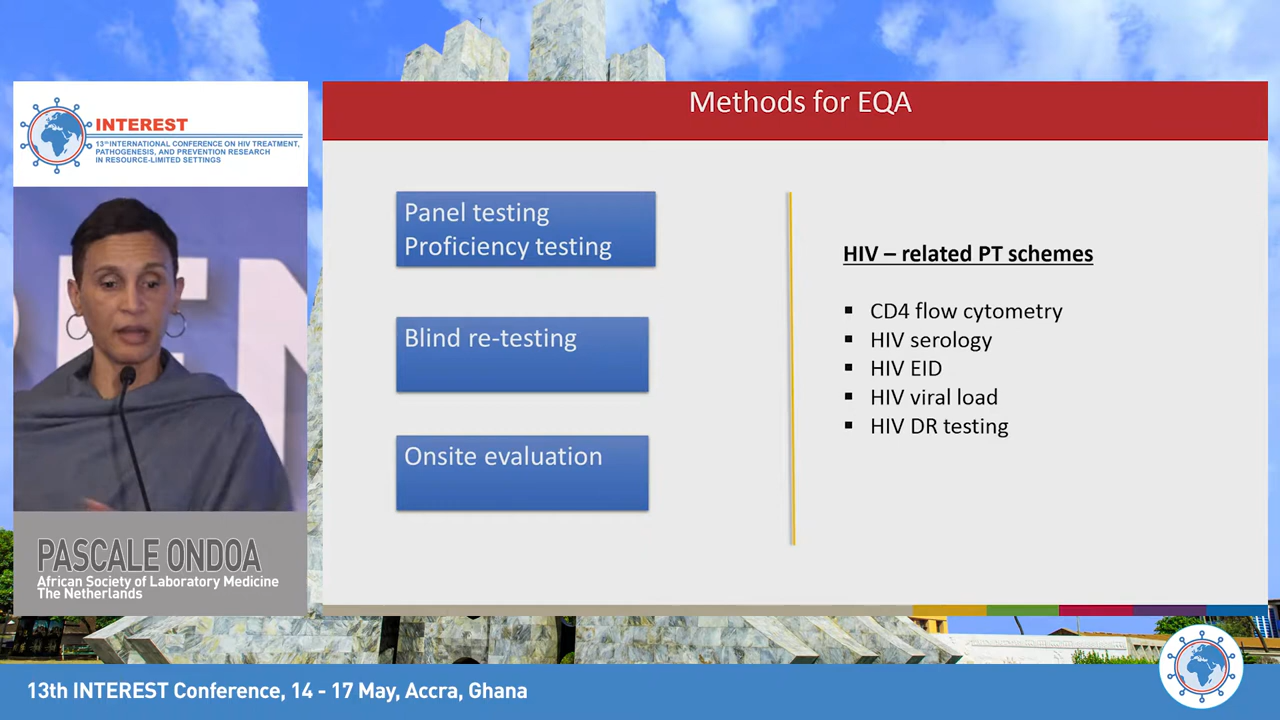 INTEREST
13th INTERNATIONAL CONFERENCE ON HIV TREATMENT,
PATHOGENESIS, AND PREVENTION RESEARCH
IN RESOURCE-LIMITED SETTINGS
PASCALE ONDOA
African Society of Laboratory Medicine
The Netherlands
Methods for EQA
Panel testing
Proficiency testing
Blind re-testing
Onsite evaluation
HIV – related PT schemes
▪ CD4 flow cytometry
▪ HIV serology
▪ HIV EID
▪ HIV viral load
▪ HIV DR testing
13th INTEREST Conference, 14 - 17 May, Accra, Ghana